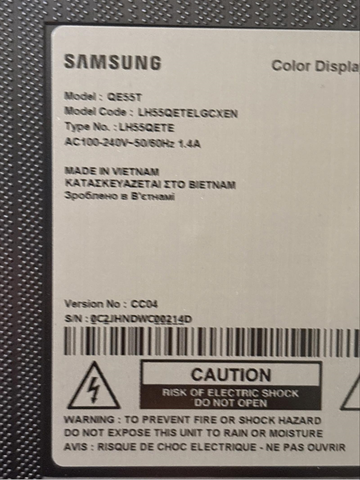 SAMSUNG
Color Displa
Model : QE55T
Model Code : LH55QETELGCXEN
Type No. : LH55QETE
AC100-240V~50/60Hz 1.4A
MADE IN VIETNAM
ΚΑΤΑΣΚΕΥΑΖΕΤΑΙ ΣΤΟ ΒΙΕΤΝΑΜ
Зроблено в В'єтнамі
Version No : CC04
S/N : 0C2JHNDWC00214D
CAUTION
RISK OF ELECTRIC SHOCK
DO NOT OPEN
WARNING : TO PREVENT FIRE OR SHOCK HAZARD
DO NOT EXPOSE THIS UNIT TO RAIN OR MOISTURE
AVIS : RISQUE DE CHOC ELECTRIQUE - NE PAS OUVRIR